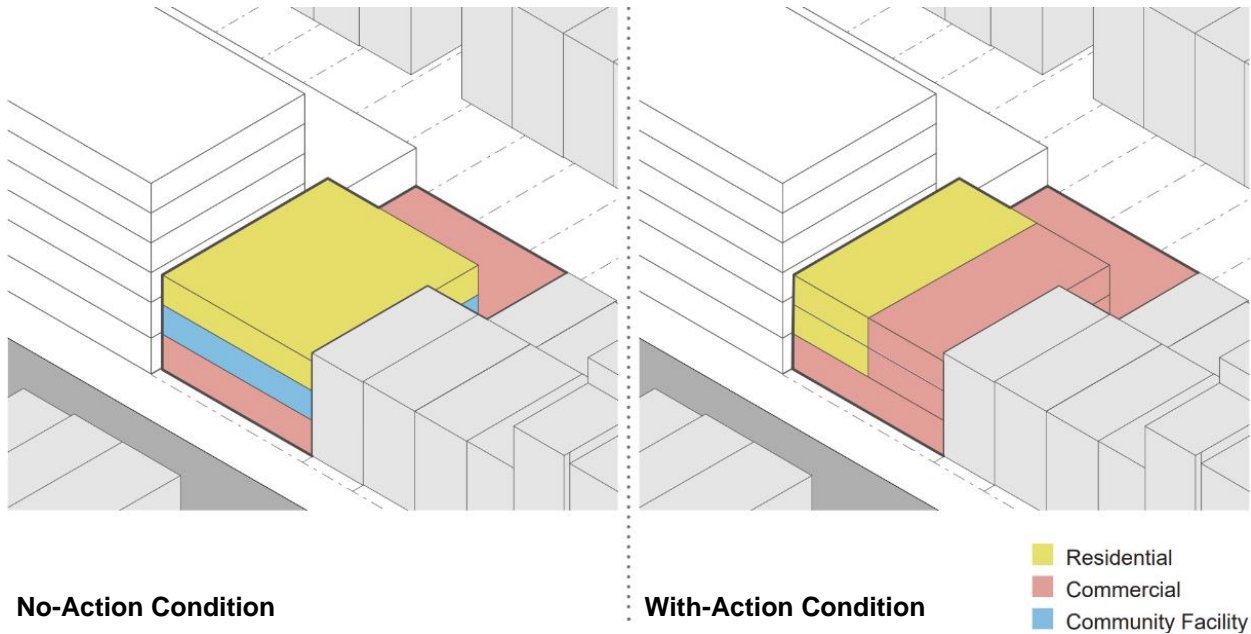 Residential
Commercial
No-Action Condition
With-Action Condition
Community Facility